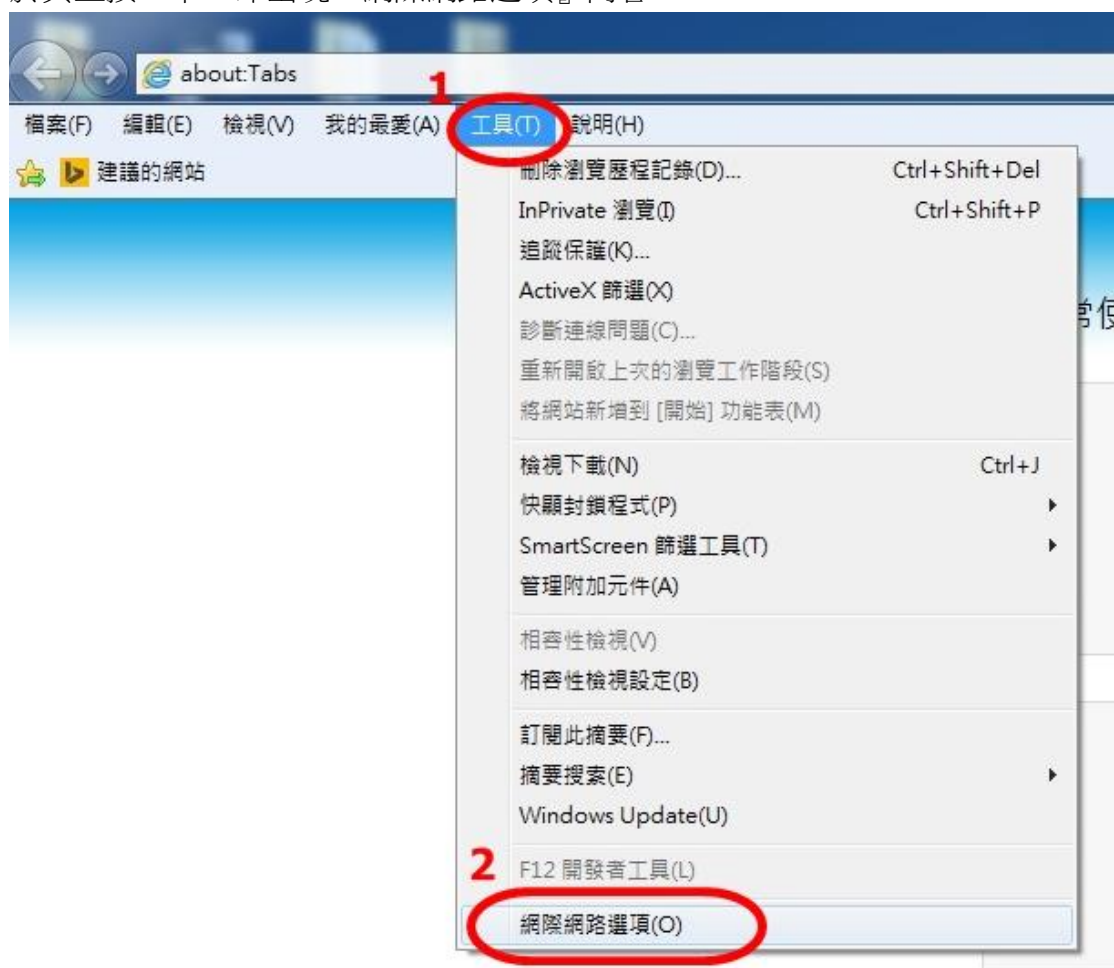 about:Tabs
1
檔案(F) 編輯(E) 檢視(V) 我的最愛(A) 工具(T) 說明(H)
建議的網站
刪除瀏覽歷程記錄(D)... Ctrl+Shift+Del
InPrivate 瀏覽(I) Ctrl+Shift+P
追蹤保護(K)...
ActiveX 篩選(X)
常使
診斷連線問題(C)...
重新開啟上次的瀏覽工作階段(S)
將網站新增到 [開始] 功能表(M)
檢視下載(N) Ctrl+J
快顯封鎖程式(P)
SmartScreen 篩選工具(T)
管理附加元件(A)
相容性檢視(V)
相容性檢視設定(B)
訂閱此摘要(F)...
摘要搜索(E)
Windows Update(U)
2
F12 開發者工具(L)
網際網路選項(O)